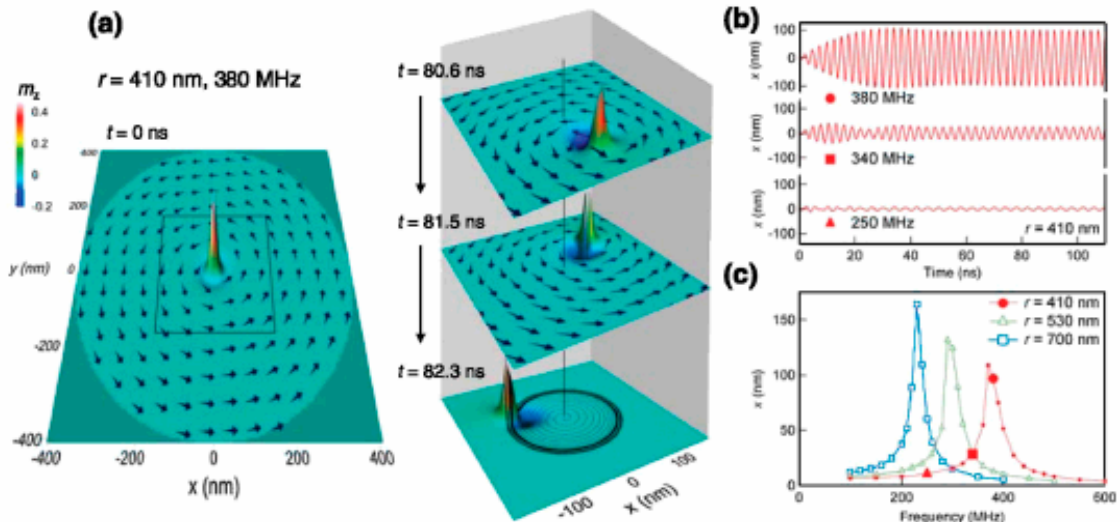 (a)
r = 410 nm, 380 MHz
m_z
0.4
0
-0.2
t = 0 ns
400
200
y (nm)
0
-200
-400
-400
-200
0
200
400
x (nm)
t = 80.6 ns
t = 81.5 ns
t = 82.3 ns
-100
0
100
x (nm)
(b)
x (nm)
100
0
-100
380 MHz
x (nm)
100
0
-100
340 MHz
x (nm)
100
0
-100
250 MHz
r = 410 nm
0
20
40
60
80
100
Time (ns)
(c)
r = 410 nm
r = 530 nm
r = 700 nm
x (nm)
150
100
50
0
0
200
400
600
Frequency (MHz)